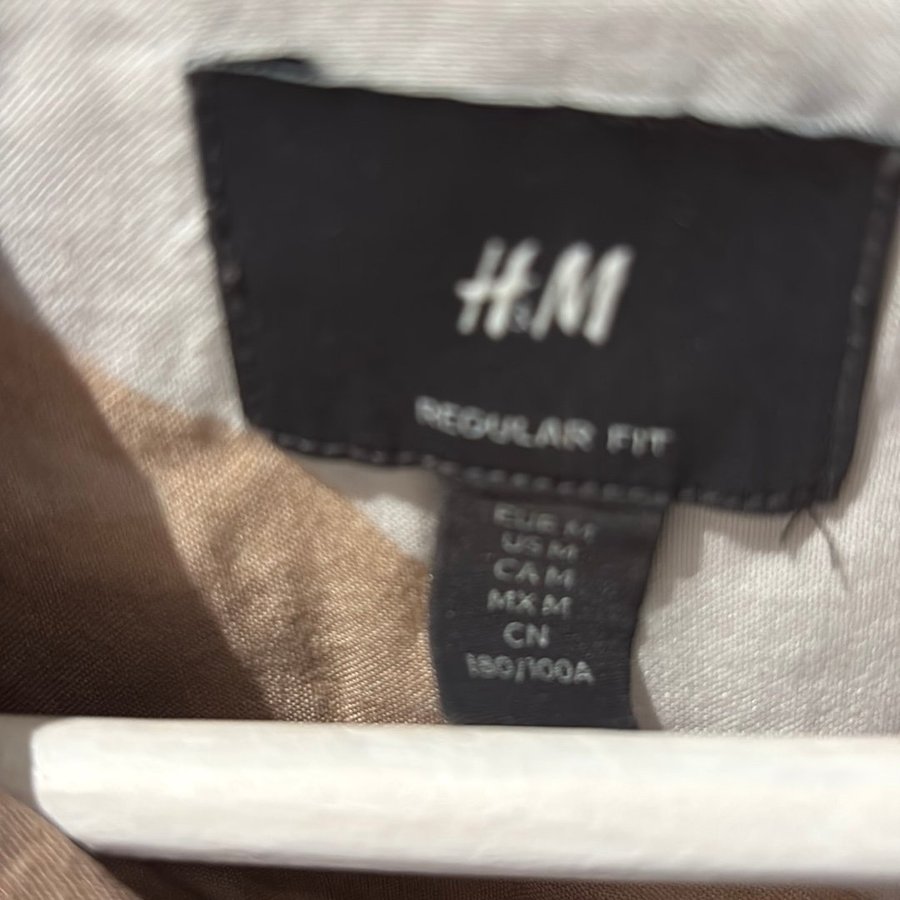 H&M
REGULAR FIT
EUR M
US M
CA M
MX M
CN
180/100A